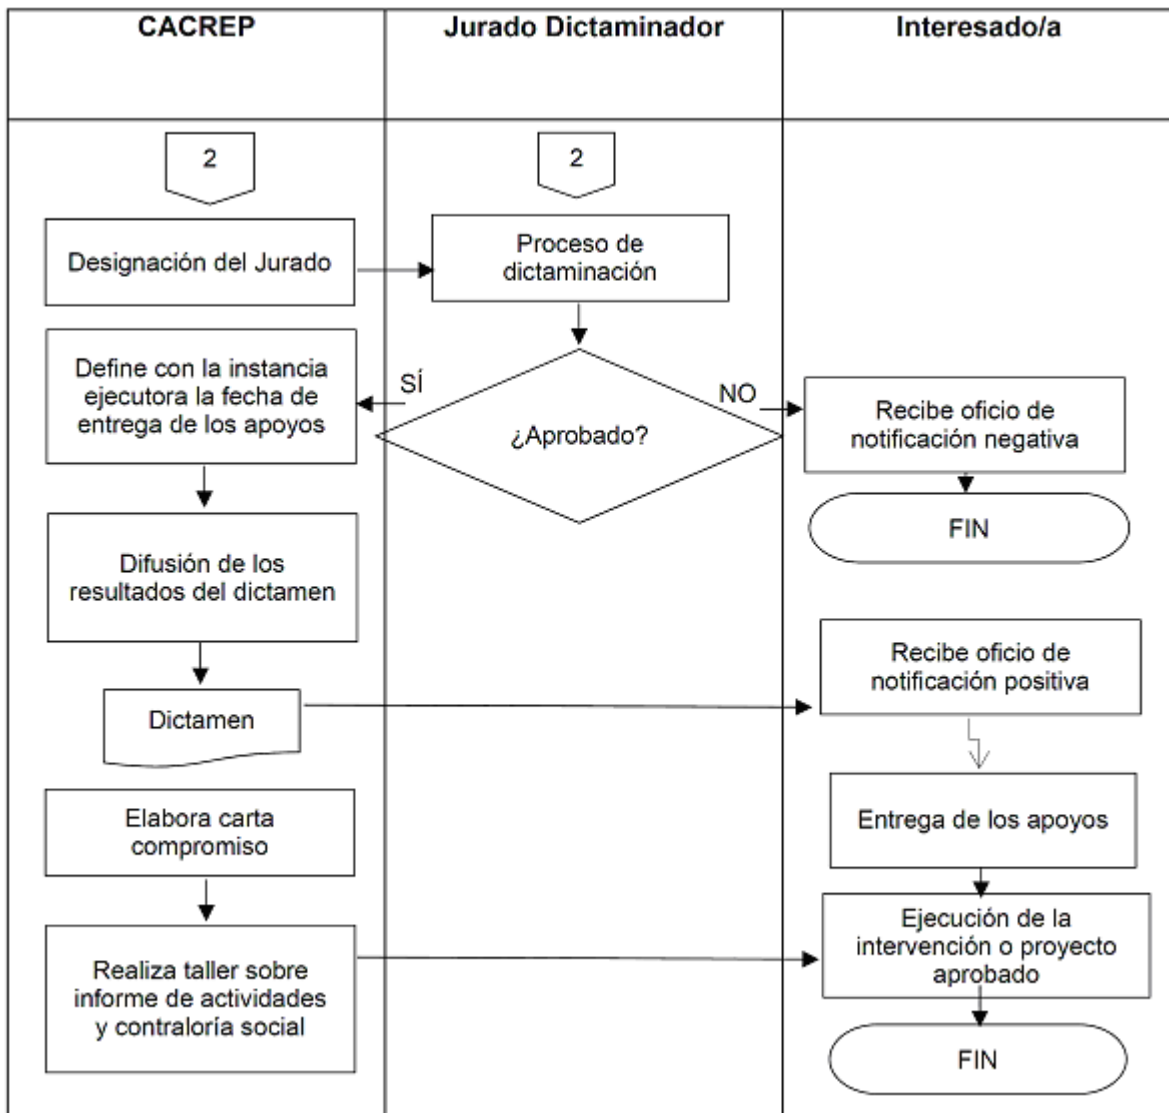 CACREP
Jurado Dictaminador
Interesado/a
2
2
Designación del Jurado
Proceso de
dictaminación
Define con la instancia
ejecutora la fecha de
entrega de los apoyos
SÍ
¿Aprobado?
NO
Recibe oficio de
notificación negativa
FIN
Difusión de los
resultados del dictamen
Recibe oficio de
notificación positiva
Dictamen
Elabora carta
compromiso
Entrega de los apoyos
Realiza taller sobre
informe de actividades
y contraloría social
Ejecución de la
intervención o proyecto
aprobado
FIN